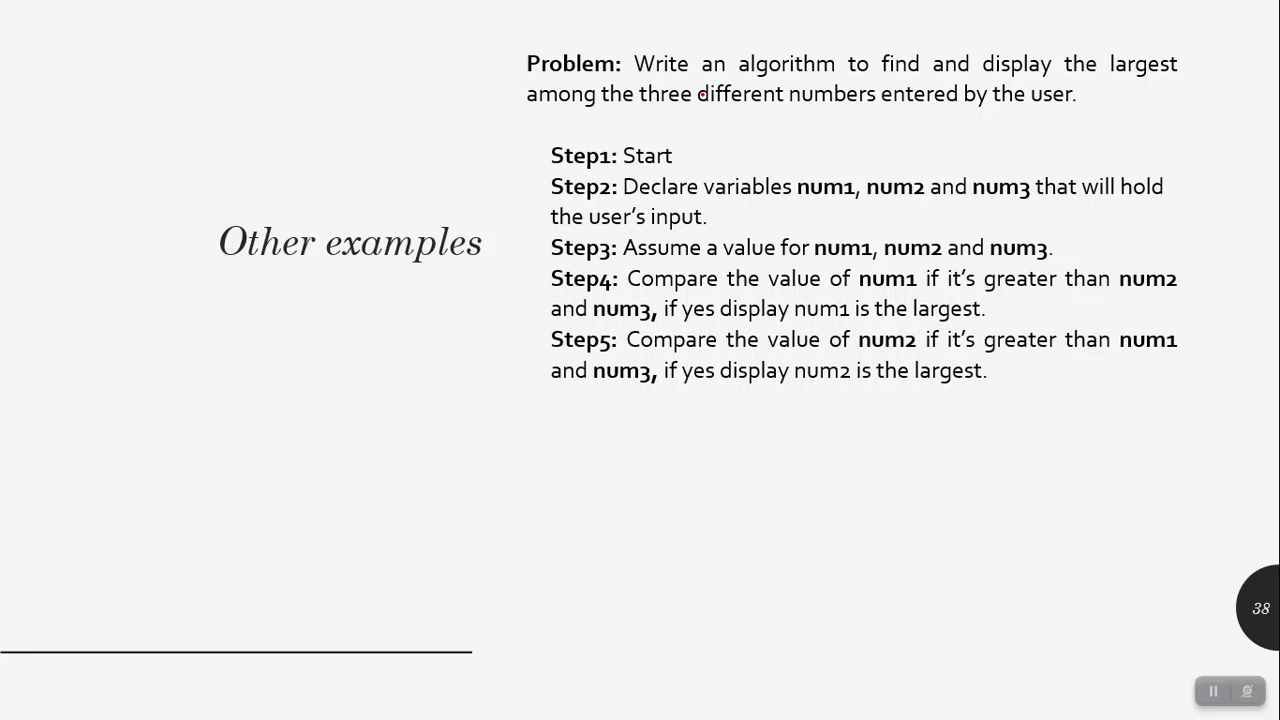 Problem: Write an algorithm to find and display the largest
among the three different numbers entered by the user.
Step1: Start
Step2: Declare variables num1, num2 and num3 that will hold
the user’s input.
Other examples
Step3: Assume a value for num1, num2 and num3.
Step4: Compare the value of num1 if it’s greater than num2
and num3, if yes display num1 is the largest.
Step5: Compare the value of num2 if it’s greater than num1
and num3, if yes display num2 is the largest.
38